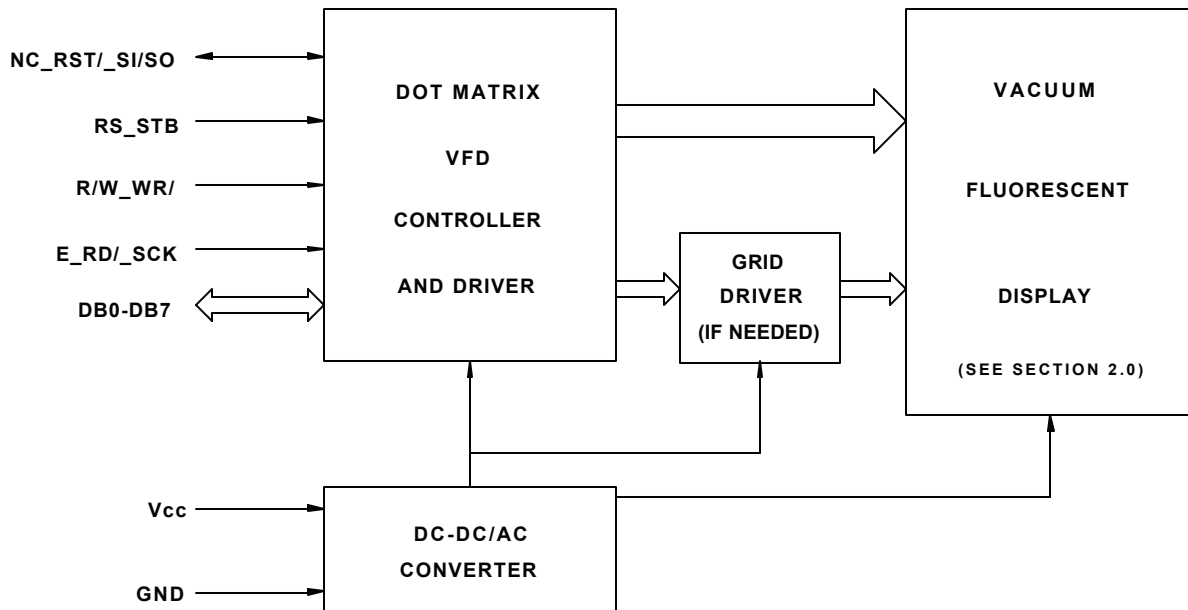 NC_RST/_SI/SO
RS_STB
R/W_WR/
E_RD/_SCK
DB0-DB7
DOT MATRIX
VFD
CONTROLLER
AND DRIVER
GRID
DRIVER
(IF NEEDED)
VACUUM
FLUORESCENT
DISPLAY
(SEE SECTION 2.0)
Vcc
GND
DC-DC/AC
CONVERTER